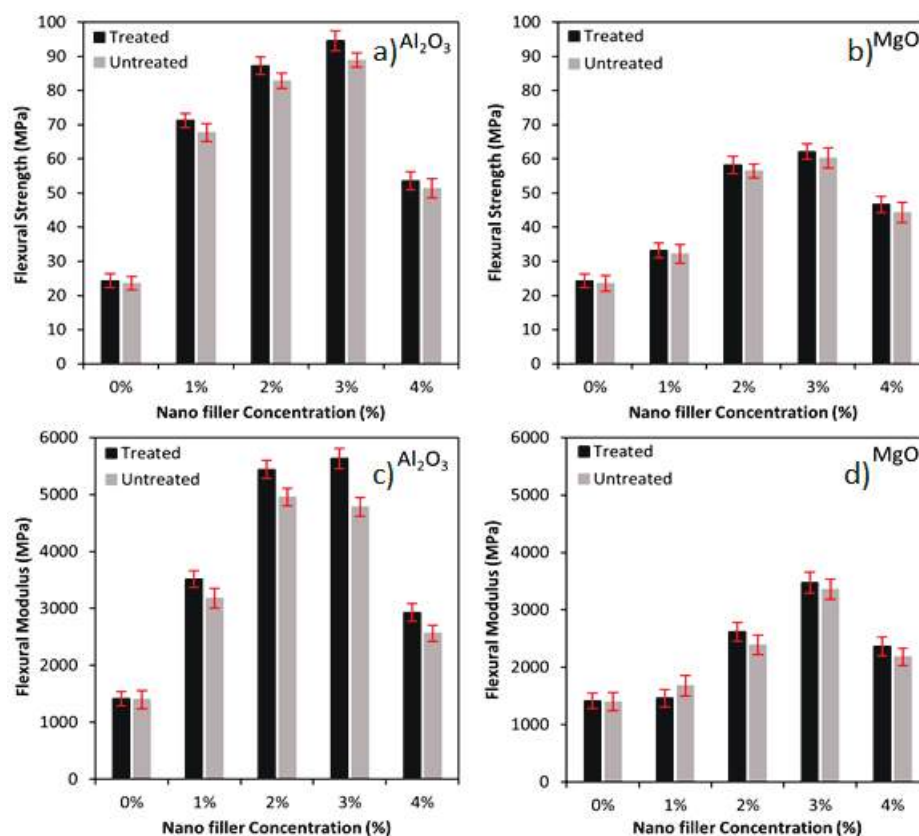 a) Al₂O₃
Treated
Untreated
Flexural Strength (MPa)
100
90
80
70
60
50
40
30
20
10
0
0% 1% 2% 3% 4%
Nano filler Concentration (%)
b) MgO
Treated
Untreated
Flexural Strength (MPa)
100
90
80
70
60
50
40
30
20
10
0
0% 1% 2% 3% 4%
Nano filler Concentration (%)
c) Al₂O₃
Treated
Untreated
Flexural Modulus (MPa)
6000
5000
4000
3000
2000
1000
0
0% 1% 2% 3% 4%
Nano filler Concentration (%)
d) MgO
Treated
Untreated
Flexural Modulus (MPa)
6000
5000
4000
3000
2000
1000
0
0% 1% 2% 3% 4%
Nano filler Concentration (%)